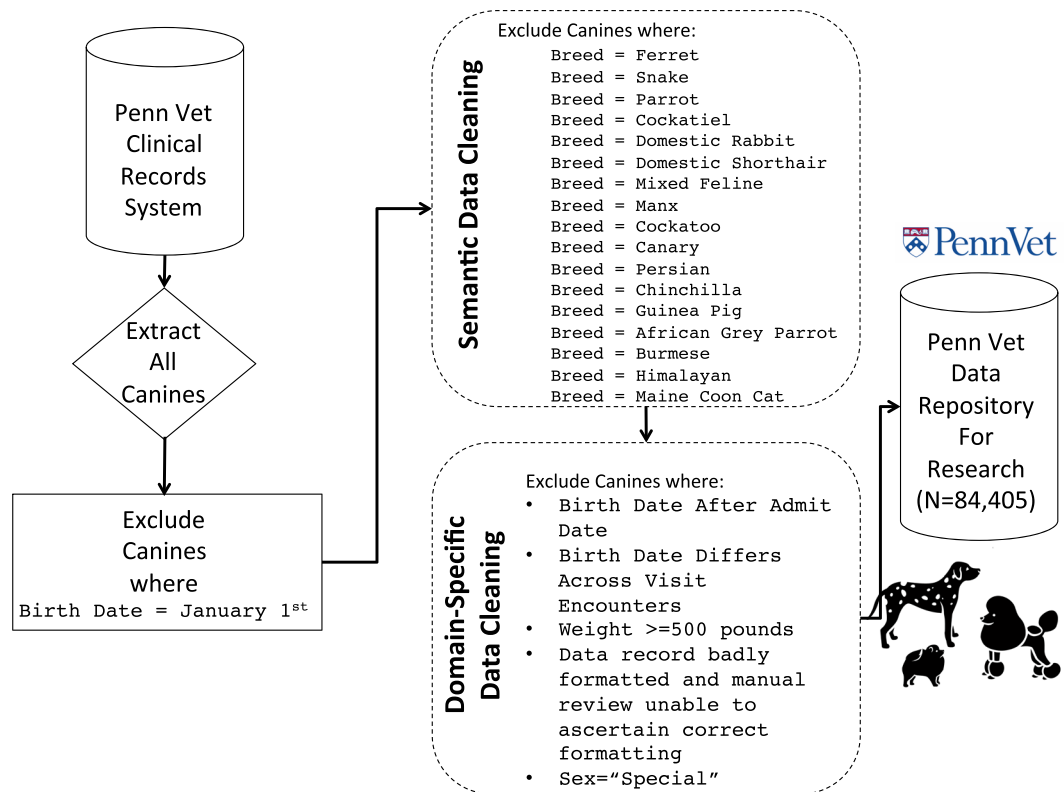 Penn Vet
Clinical
Records
System
Extract
All
Canines
Exclude
Canines
where
Birth Date = January 1st
Semantic Data Cleaning
Exclude Canines where:
Breed = Ferret
Breed = Snake
Breed = Parrot
Breed = Cockatiel
Breed = Domestic Rabbit
Breed = Domestic Shorthair
Breed = Mixed Feline
Breed = Manx
Breed = Cockatoo
Breed = Canary
Breed = Persian
Breed = Chinchilla
Breed = Guinea Pig
Breed = African Grey Parrot
Breed = Burmese
Breed = Himalayan
Breed = Maine Coon Cat
Domain-Specific
Data Cleaning
Exclude Canines where:
• Birth Date After Admit
Date
• Birth Date Differs
Across Visit
Encounters
• Weight >=500 pounds
• Data record badly
formatted and manual
review unable to
ascertain correct
formatting
• Sex=“Special”
PennVet
Penn Vet
Data
Repository
For
Research
(N=84,405)